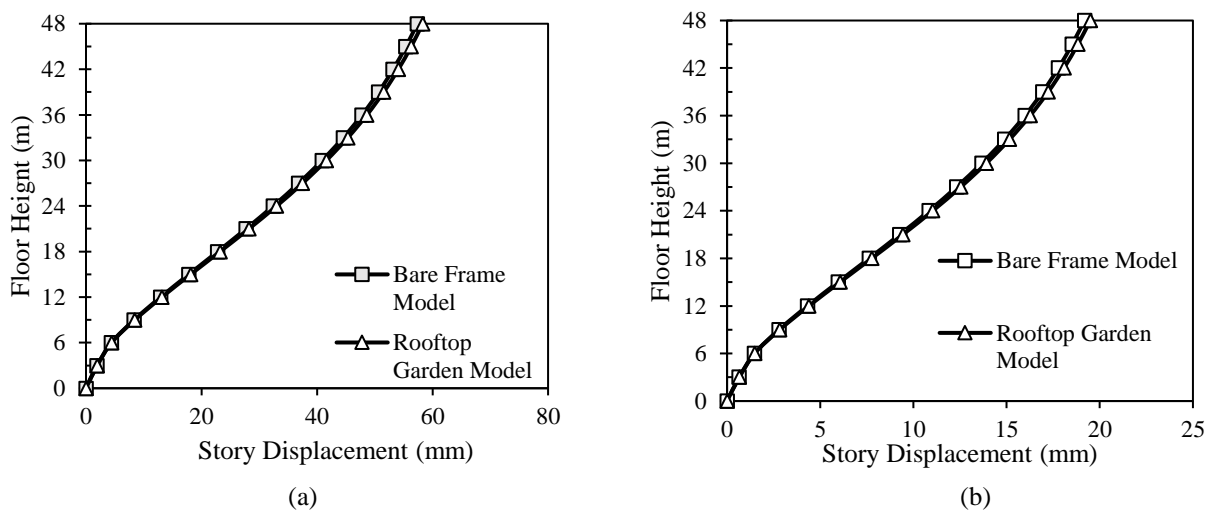 48
42
36
30
24
18
12
6
0
Floor Heignt (m)
0 20 40 60 80
Story Displacement (mm)
Bare Frame
Model
Rooftop
Garden Model
(a)
48
42
36
30
24
18
12
6
0
Floor Height (m)
0 5 10 15 20 25
Story Displacement (mm)
Bare Frame Model
Rooftop Garden
Model
(b)